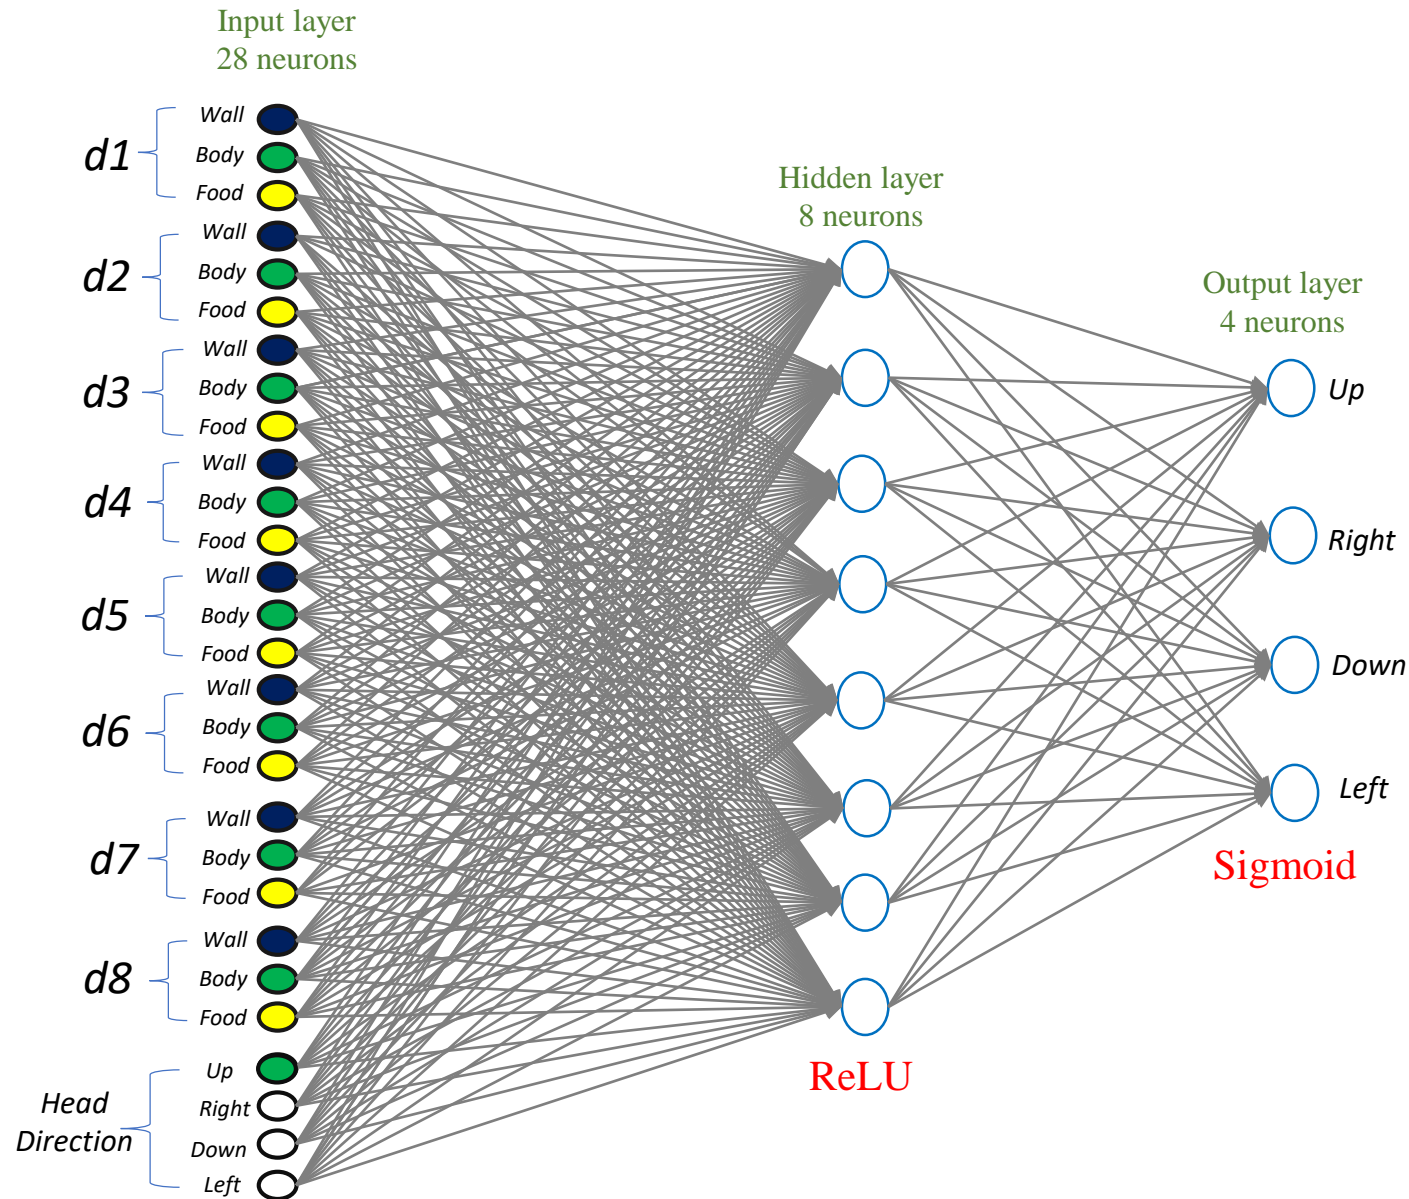 Input layer
28 neurons
d1
Wall
Body
Food
d2
Wall
Body
Food
d3
Wall
Body
Food
d4
Wall
Body
Food
d5
Wall
Body
Food
d6
Wall
Body
Food
d7
Wall
Body
Food
d8
Wall
Body
Food
Head
Direction
Up
Right
Down
Left
Hidden layer
8 neurons
ReLU
Output layer
4 neurons
Up
Right
Down
Left
Sigmoid